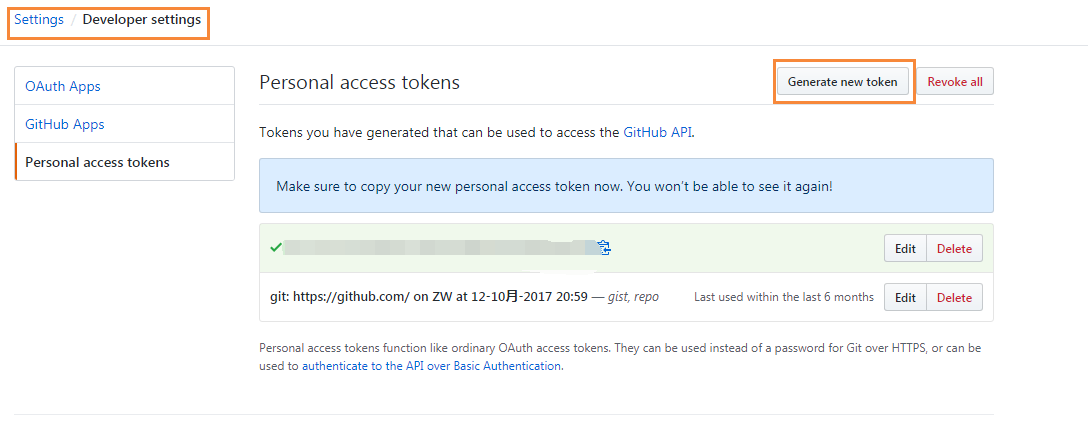 Settings / Developer settings
OAuth Apps
GitHub Apps
Personal access tokens
Personal access tokens
Generate new token
Revoke all
Tokens you have generated that can be used to access the GitHub API.
Make sure to copy your new personal access token now. You won’t be able to see it again!
Edit
Delete
git: https://github.com/ on ZW at 12-10月-2017 20:59 — gist, repo
Last used within the last 6 months
Edit
Delete
Personal access tokens function like ordinary OAuth access tokens. They can be used instead of a password for Git over HTTPS, or can be
used to authenticate to the API over Basic Authentication.